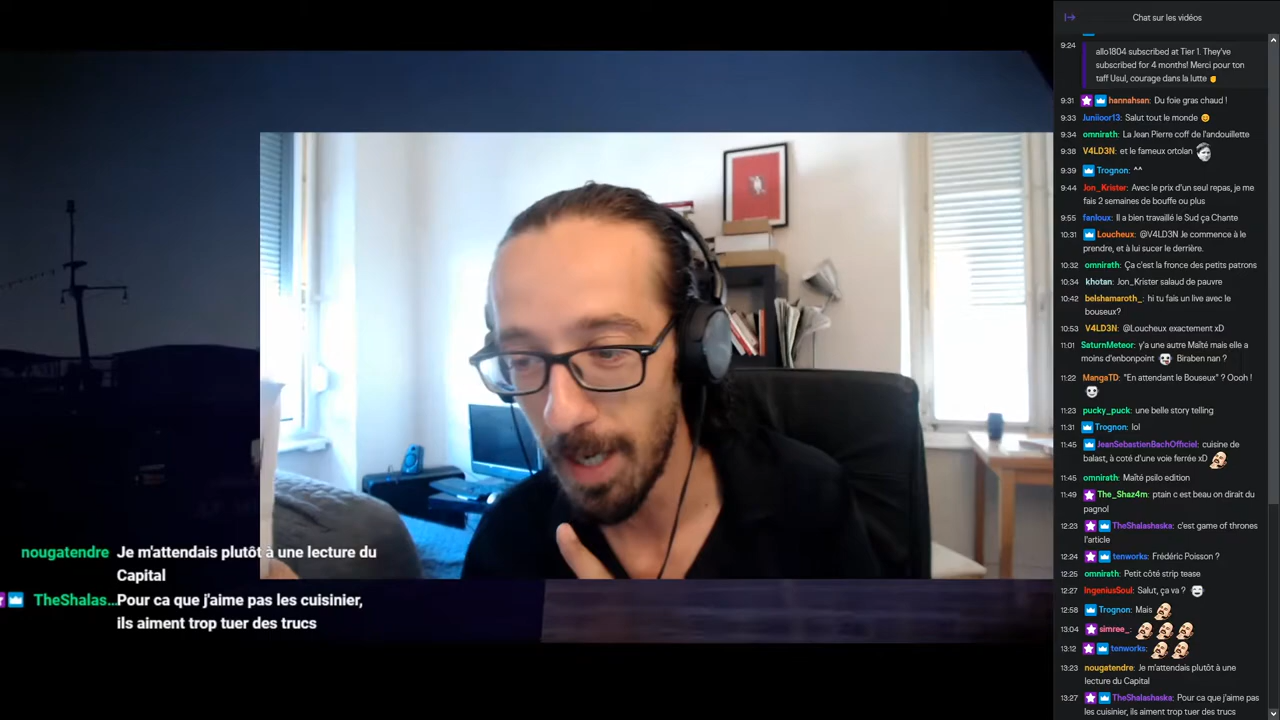 Chat sur les vidéos
9:24
allo1804 subscribed at Tier 1. They've
subscribed for 4 months! Merci pour ton
taff Usul, courage dans la lutte
9:31 hannahsan: Du foie gras chaud !
9:33 Juniioor13: Salut tout le monde
9:34 omnirath: La Jean Pierre coff de l'andouillette
9:38 V4LD3N: et le fameux ortolan
9:39 Trognon: ^^
9:44 Jon_Krister: Avec le prix d'un seul repas, je me
fais 2 semaines de bouffe ou plus
9:55 fanloux: Il a bien travaillé le Sud ça Chante
10:31 Loucheux: @V4LD3N Je commence à le
prendre, et à lui sucer le derrière.
10:32 omnirath: Ça c'est la fronce des petits patrons
10:34 khotan: Jon_Krister salaud de pauvre
10:42 belshamaroth_: hi tu fais un live avec le
bouseux?
10:53 V4LD3N: @Loucheux exactement xD
11:01 SaturnMeteor: y'a une autre Maïté mais elle a
moins d'enbonpoint Biraben nan ?
11:22 MangaTD: "En attendant le Bouseux" ? Oooh !
11:23 pucky_puck: une belle story telling
11:31 Trognon: lol
11:45 JeanSebastienBachOfficiel: cuisine de
balast, à coté d'une voie ferrée xD
11:45 omnirath: Maïté psilo edition
11:49 The_Shaz4m: ptain c est beau on dirait du
pagnol
12:23 TheShalashaska: c'est game of thrones
l'article
12:24 tenworks: Frédéric Poisson ?
12:25 omnirath: Petit côté strip tease
12:27 IngeniusSoul: Salut, ça va ?
12:58 Trognon: Mais
13:04 simree_:
13:12 tenworks:
13:23 nougatendre: Je m'attendais plutôt à une
lecture du Capital
13:27 TheShalashaska: Pour ca que j'aime pas
les cuisinier, ils aiment trop tuer des trucs
nougatendre Je m'attendais plutôt à une lecture du
Capital
TheShalas... Pour ca que j'aime pas les cuisinier,
ils aiment trop tuer des trucs